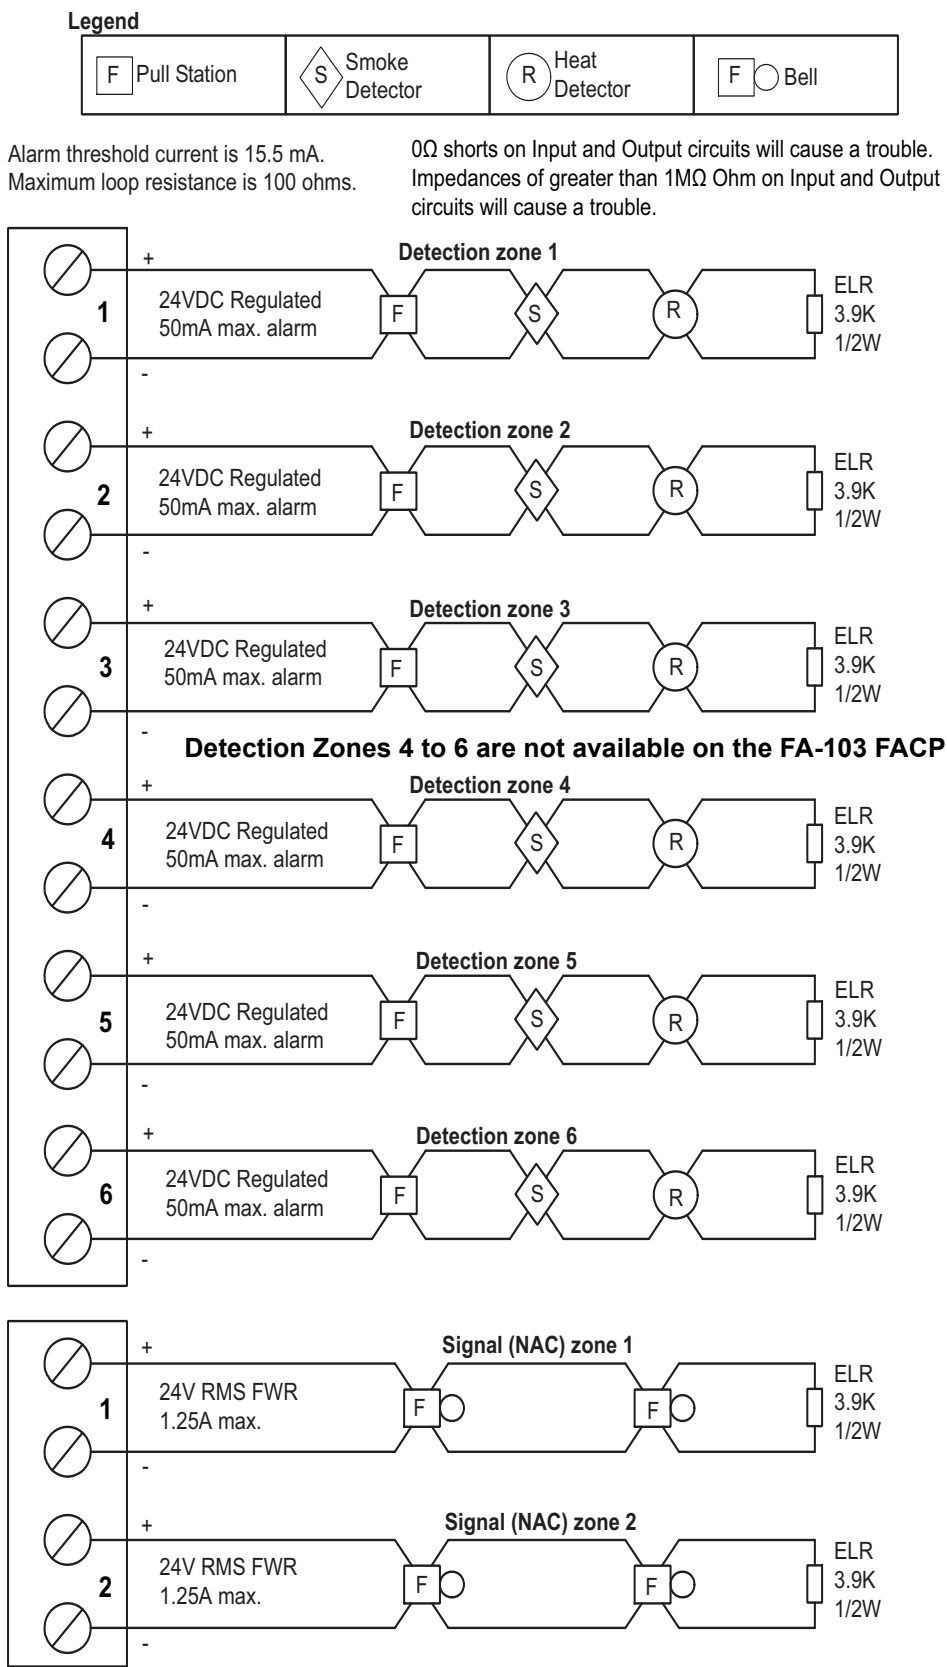 Legend
F Pull Station
S Smoke
Detector
R Heat
Detector
F Bell
Alarm threshold current is 15.5 mA.
Maximum loop resistance is 100 ohms.
0Ω shorts on Input and Output circuits will cause a trouble.
Impedances of greater than 1MΩ Ohm on Input and Output
circuits will cause a trouble.
Detection zone 1
+
1
24VDC Regulated
50mA max. alarm
-
F
S
R
ELR
3.9K
1/2W
Detection zone 2
+
2
24VDC Regulated
50mA max. alarm
-
F
S
R
ELR
3.9K
1/2W
Detection zone 3
+
3
24VDC Regulated
50mA max. alarm
-
F
S
R
ELR
3.9K
1/2W
Detection Zones 4 to 6 are not available on the FA-103 FACP
Detection zone 4
+
4
24VDC Regulated
50mA max. alarm
-
F
S
R
ELR
3.9K
1/2W
Detection zone 5
+
5
24VDC Regulated
50mA max. alarm
-
F
S
R
ELR
3.9K
1/2W
Detection zone 6
+
6
24VDC Regulated
50mA max. alarm
-
F
S
R
ELR
3.9K
1/2W
Signal (NAC) zone 1
+
1
24V RMS FWR
1.25A max.
-
F
F
ELR
3.9K
1/2W
Signal (NAC) zone 2
+
2
24V RMS FWR
1.25A max.
-
F
F
ELR
3.9K
1/2W